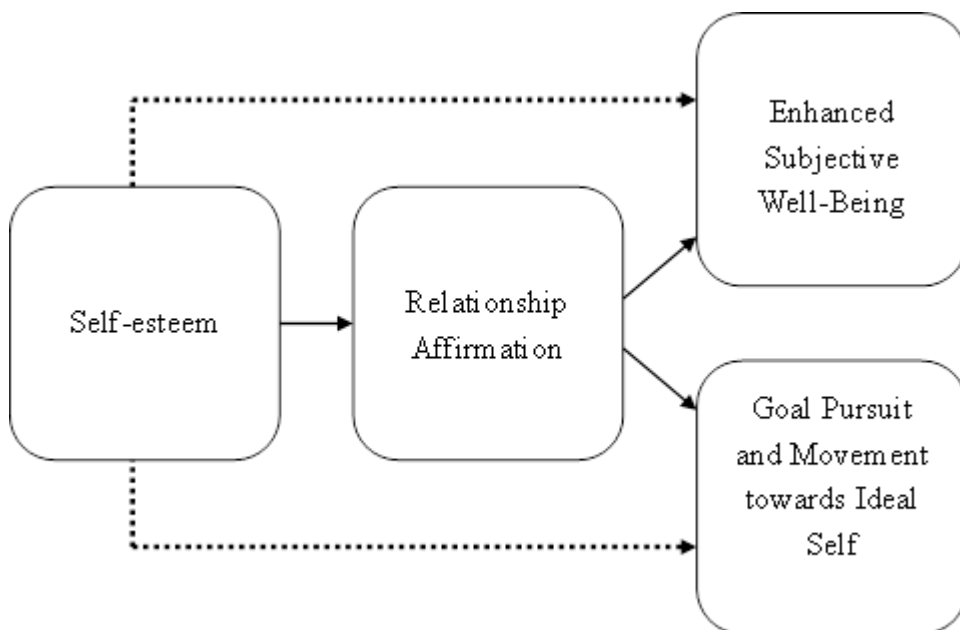 Enhanced
Subjective
Well-Being
Self-esteem
Relationship
Affirmation
Goal Pursuit
and Movement
towards Ideal
Self